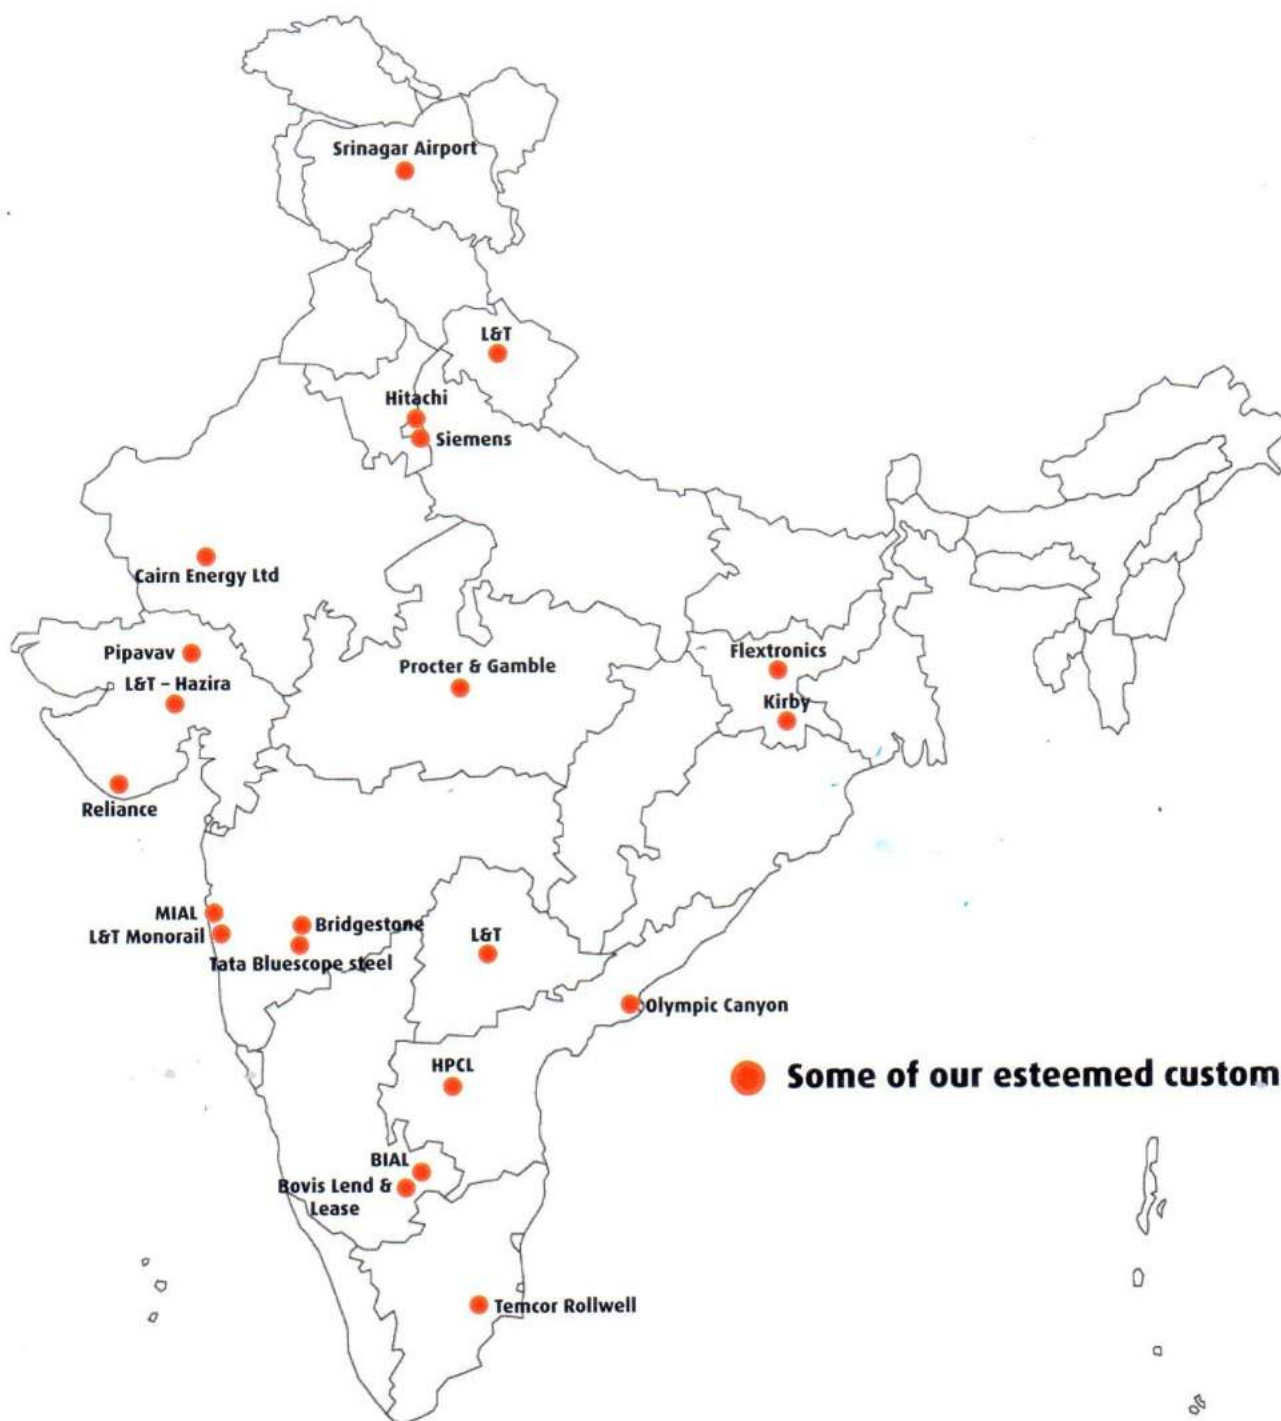 Srinagar Airport
L&T
Hitachi
Siemens
Cairn Energy Ltd
Pipavav
L&T – Hazira
Reliance
Procter & Gamble
Flextronics
Kirby
MIAL
L&T Monorail
Bridgestone
Tata Bluescope steel
L&T
Olympic Canyon
HPCL
Some of our esteemed custom
BIAL
Bovis Lend &
Lease
Temcor Rollwell